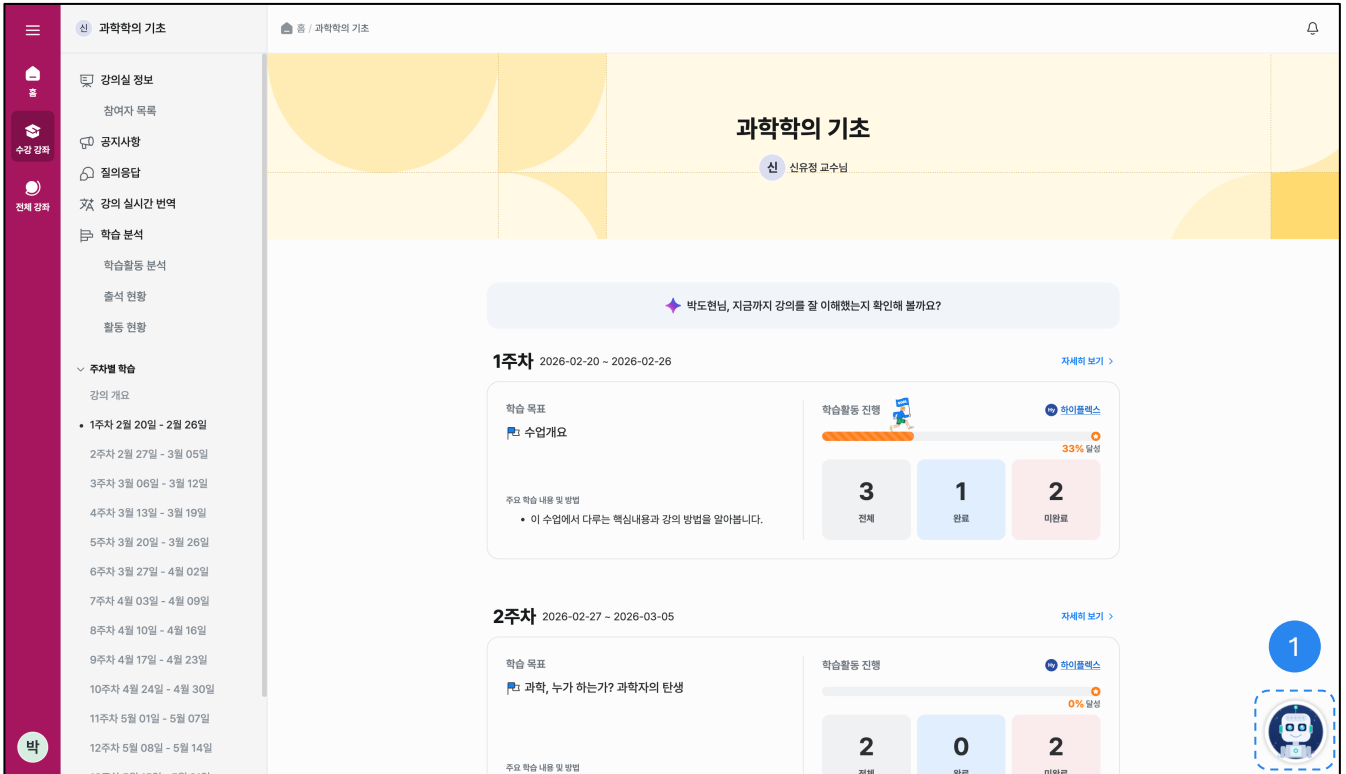 신 과학학의 기초
홈 / 과학학의 기초
홈
수강 강좌
전체 강좌
박
강의실 정보
참여자 목록
공지사항
질의응답
강의 실시간 번역
학습 분석
학습활동 분석
출석 현황
활동 현황
주차별 학습
강의 개요
• 1주차 2월 20일 - 2월 26일
2주차 2월 27일 - 3월 05일
3주차 3월 06일 - 3월 12일
4주차 3월 13일 - 3월 19일
5주차 3월 20일 - 3월 26일
6주차 3월 27일 - 4월 02일
7주차 4월 03일 - 4월 09일
8주차 4월 10일 - 4월 16일
9주차 4월 17일 - 4월 23일
10주차 4월 24일 - 4월 30일
11주차 5월 01일 - 5월 07일
12주차 5월 08일 - 5월 14일
과학학의 기초
신 신유정 교수님
박도현님, 지금까지 강의를 잘 이해했는지 확인해 볼까요?
1주차 2026-02-20 ~ 2026-02-26
자세히 보기 >
학습 목표
수업개요
주요 학습 내용 및 방법
• 이 수업에서 다루는 핵심내용과 강의 방법을 알아봅니다.
학습활동 진행
Hy 하이플렉스
33% 달성
3 1 2
전체 완료 미완료
2주차 2026-02-27 ~ 2026-03-05
자세히 보기 >
학습 목표
과학, 누가 하는가? 과학자의 탄생
주요 학습 내용 및 방법
학습활동 진행
Hy 하이플렉스
0% 달성
2 0 2
전체 완료 미완료
1